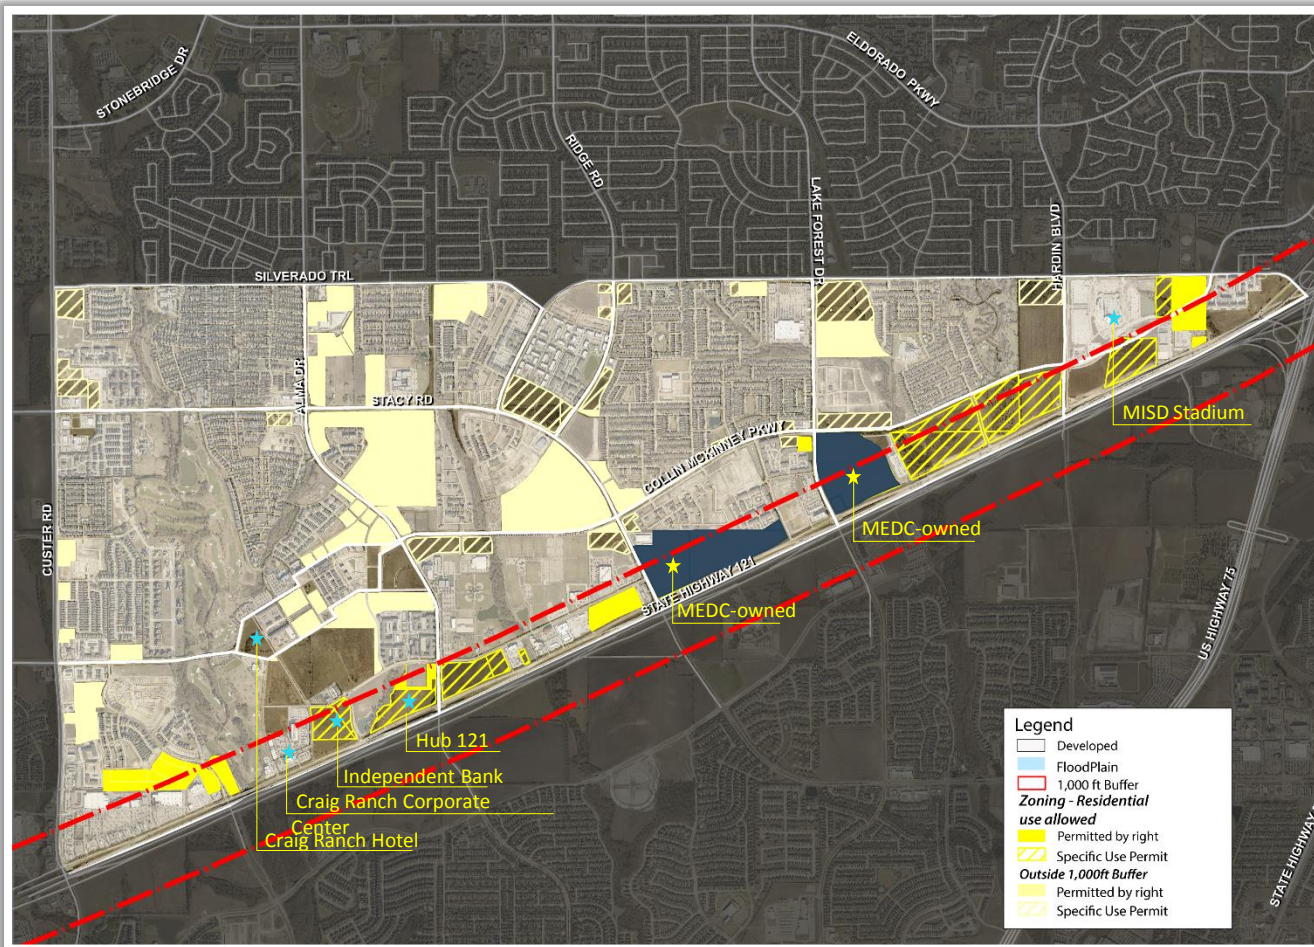 STONEBRIDGE DR
ELDORADO PKWY
RIDGE RD
LAKE FOREST DR
HARDIN BLVD
SILVERADO TRL
ALMA DR
STACY RD
MISD Stadium
COLLIN MCKINNEY PKWY
CUSTER RD
MEDC-owned
STATE HIGHWAY 121
MEDC-owned
US HIGHWAY 75
Hub 121
Independent Bank
Craig Ranch Corporate
Center
Craig Ranch Hotel
STATE HIGHWAY
Legend
Developed
FloodPlain
1,000 ft Buffer
Zoning - Residential
use allowed
Permitted by right
Specific Use Permit
Outside 1,000ft Buffer
Permitted by right
Specific Use Permit